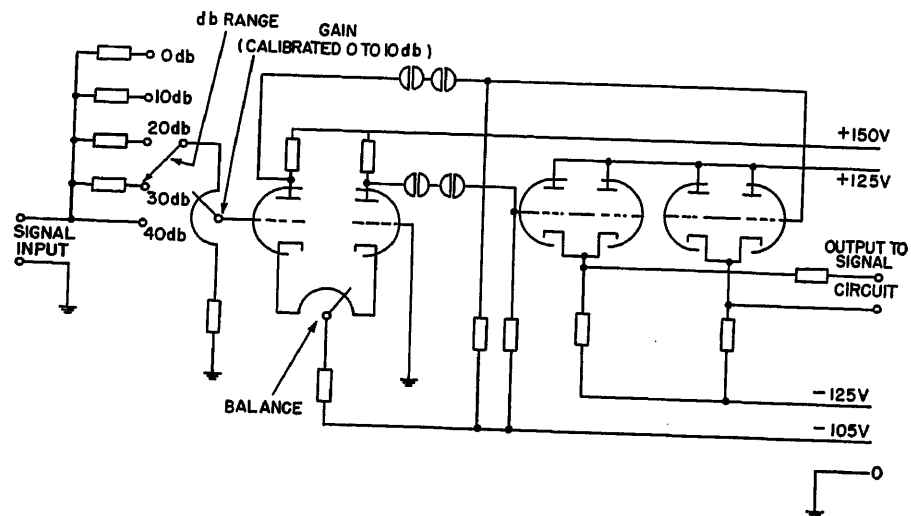 db RANGE
GAIN
(CALIBRATED 0 TO 10db)
0db
10db
20db
30db
40db
SIGNAL
INPUT
BALANCE
+150V
+125V
OUTPUT TO
SIGNAL
CIRCUIT
-125V
-105V
0